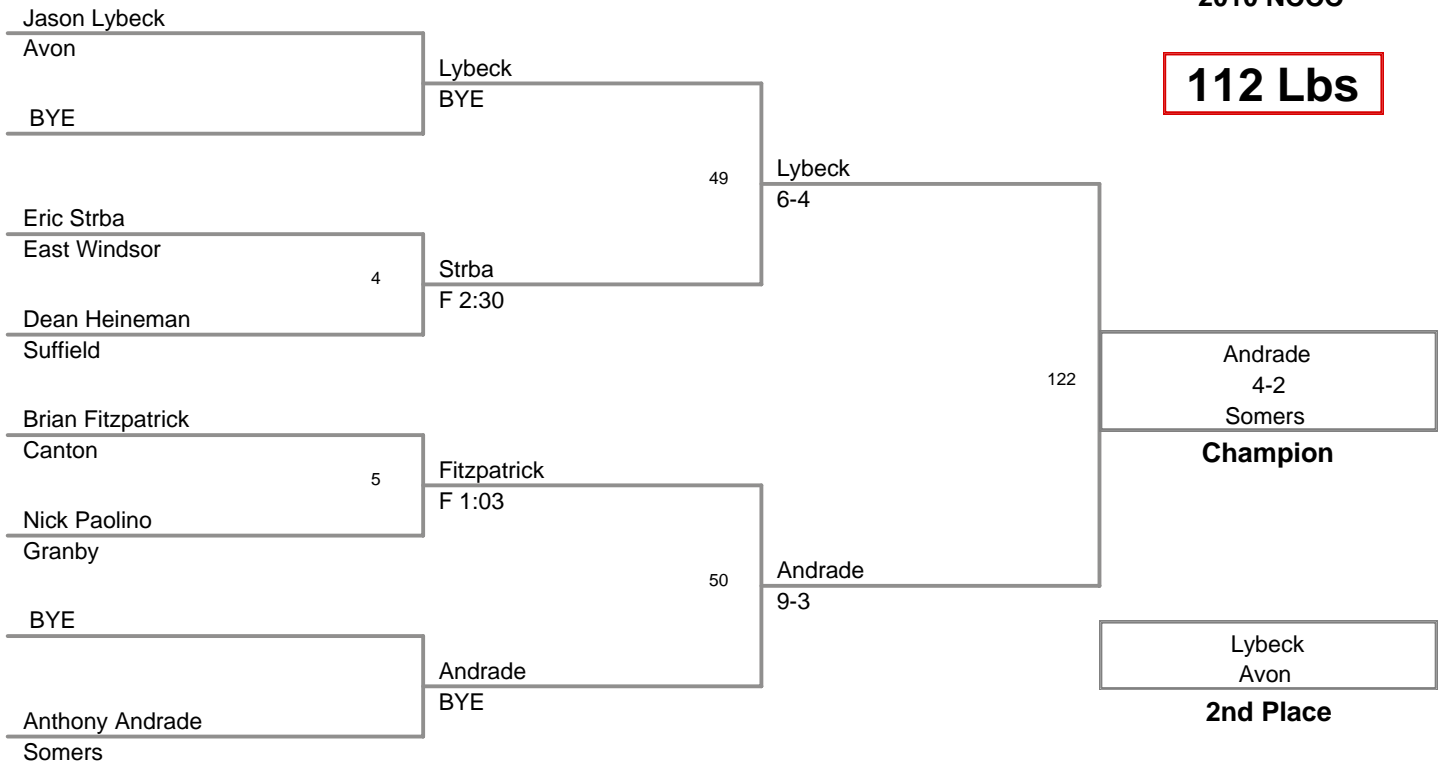 2010 NCCC
112 Lbs
Jason Lybeck
Avon
BYE
Eric Strba
East Windsor
4
Dean Heineman
Suffield
Brian Fitzpatrick
Canton
5
Nick Paolino
Granby
BYE
Anthony Andrade
Somers
Lybeck
BYE
49
Strba
F 2:30
Fitzpatrick
F 1:03
50
Andrade
BYE
Lybeck
6-4
122
Andrade
9-3
Andrade
4-2
Somers
Champion
Lybeck
Avon
2nd Place